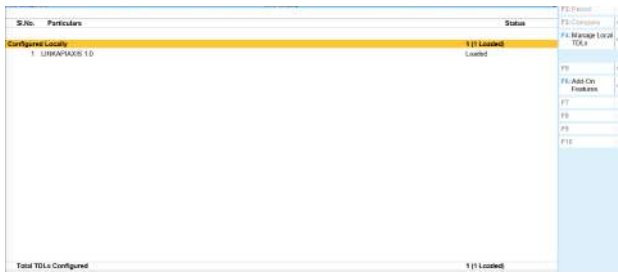 F2: Period
Sl.No. Particulars Status
F3: Company
Configured Locally 1 (1 Loaded)
F4: Manage Local
TDLs
1 LINKAPIAXIS 1.0 Loaded
F5
F6: Add-On
Features
F7
F8
F9
F10
Total TDLs Configured 1 (1 Loaded)